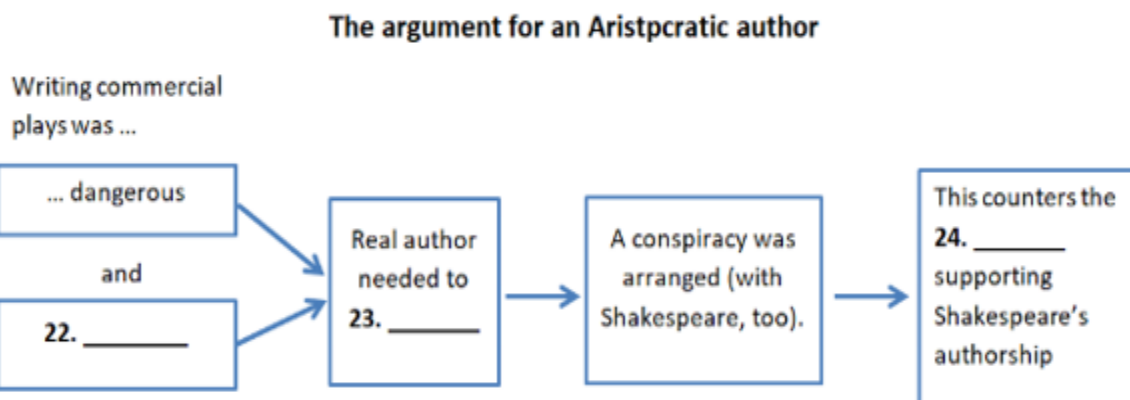 The argument for an Aristpcratic author
Writing commercial
plays was ...
... dangerous
and
22. ________
Real author
needed to
23. _______
A conspiracy was
arranged (with
Shakespeare, too).
This counters the
24. _______
supporting
Shakespeare's
authorship